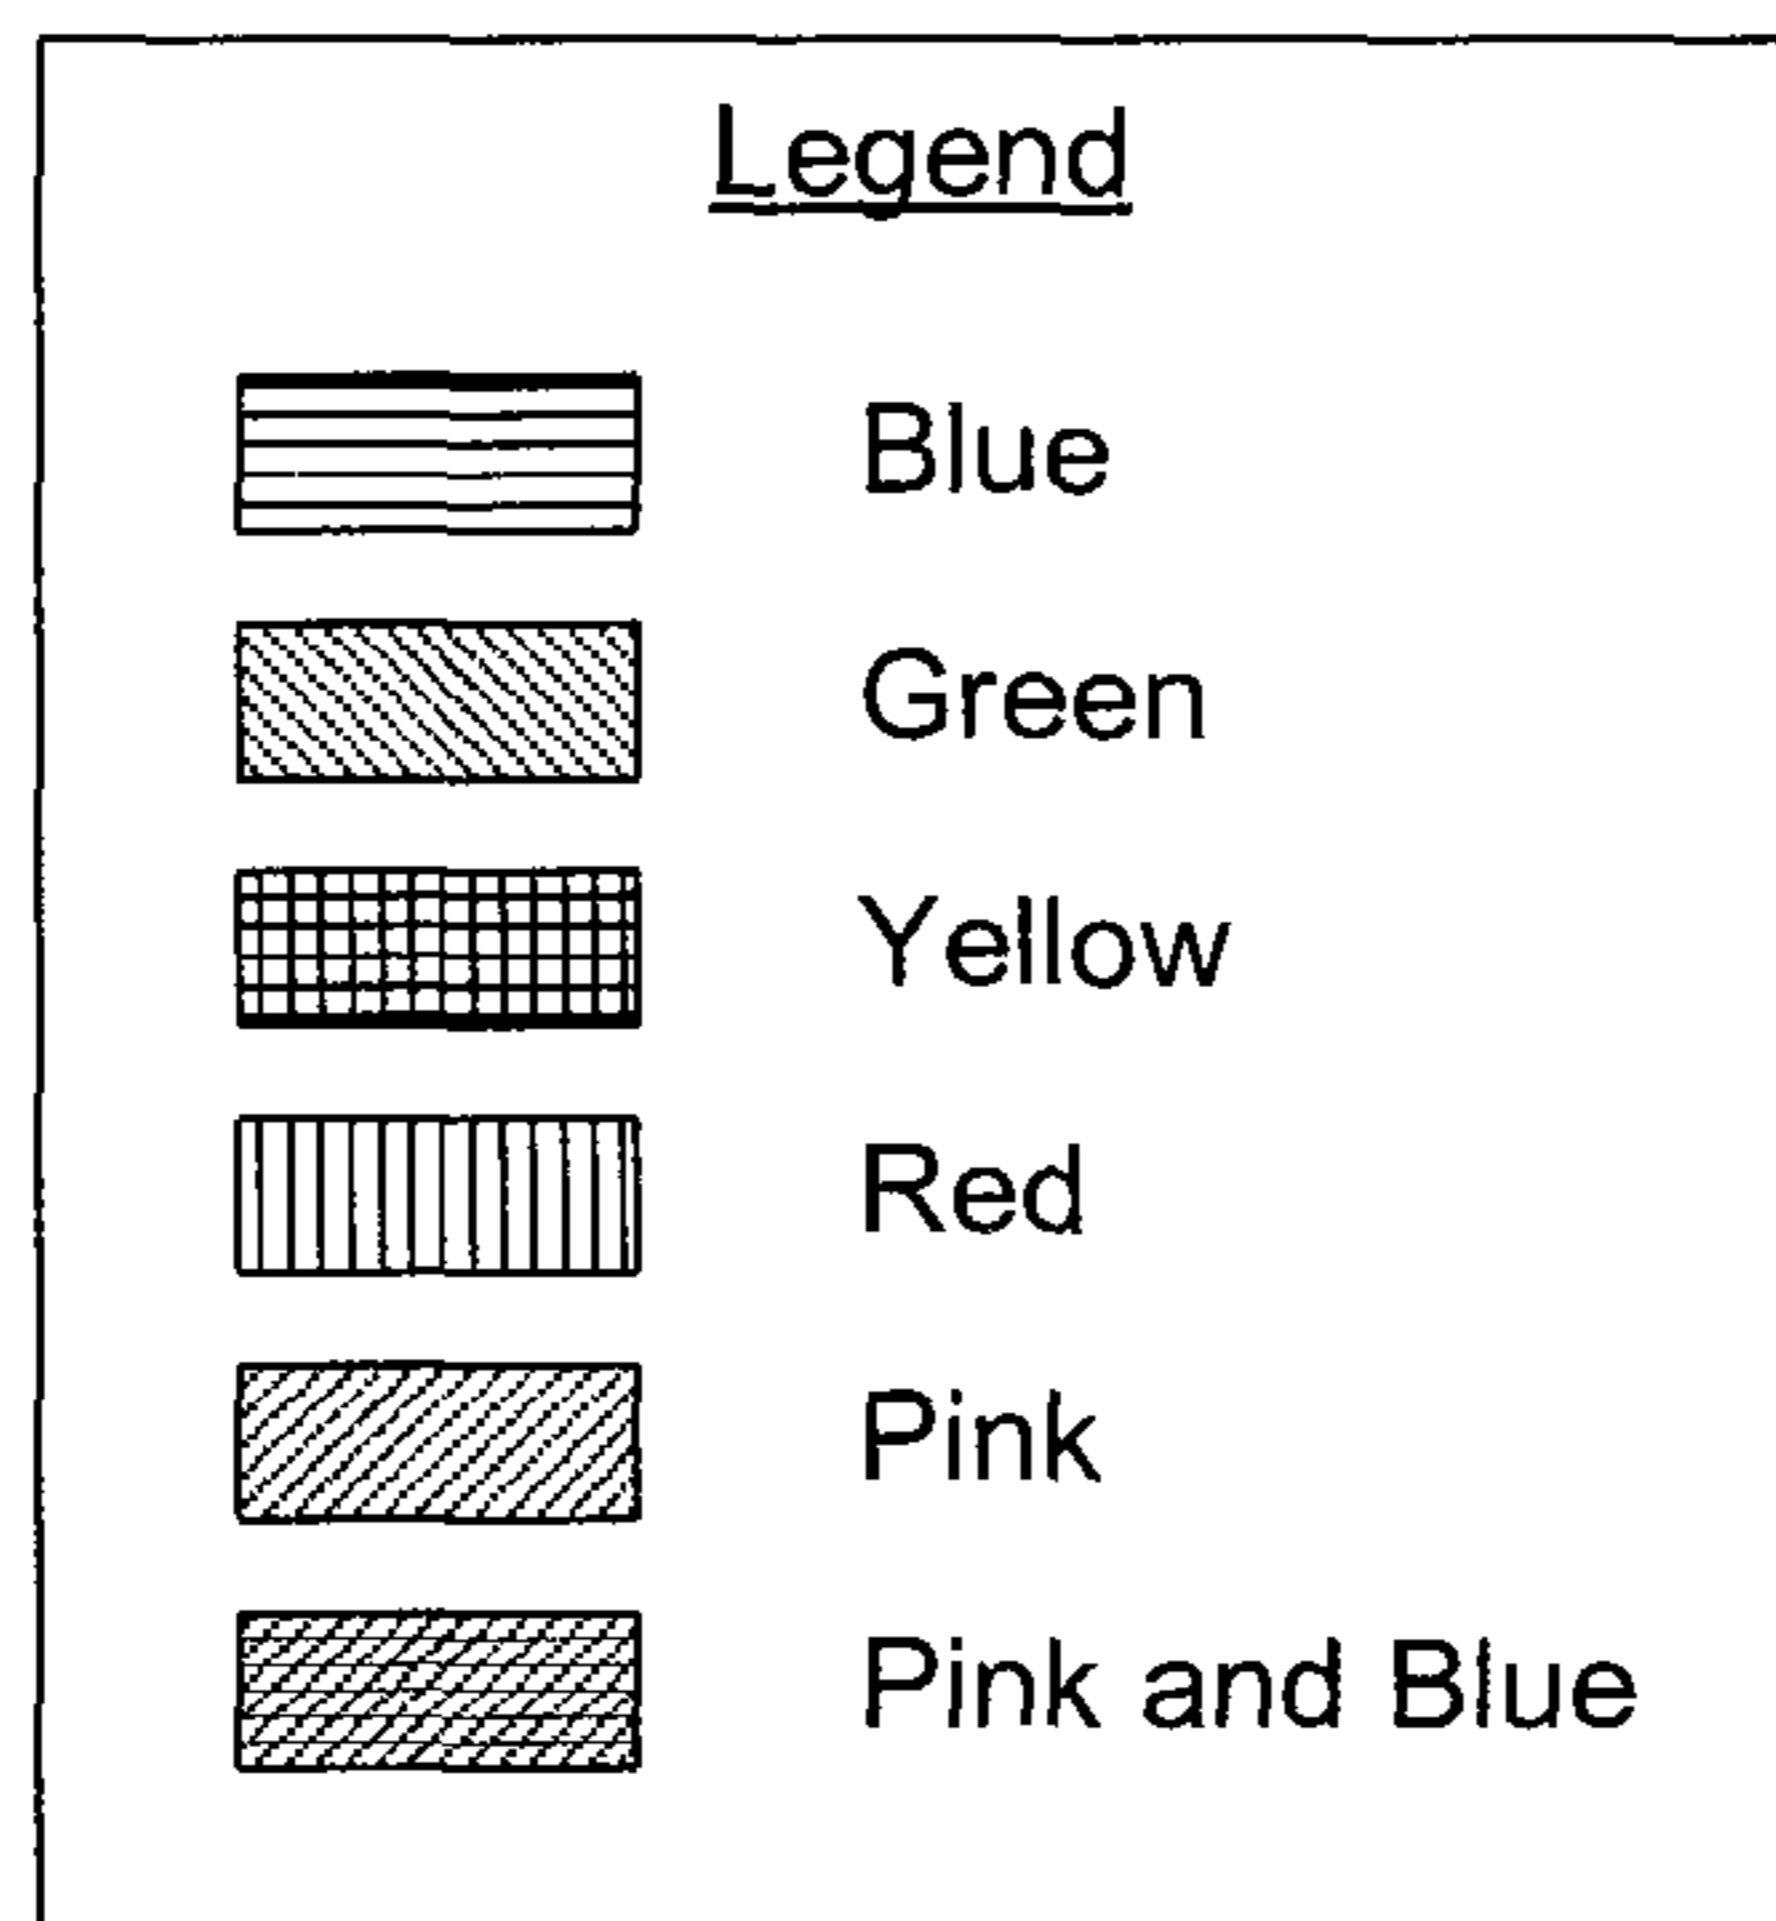 Legend
Blue
Green
Yellow
Red
Pink
Pink and Blue